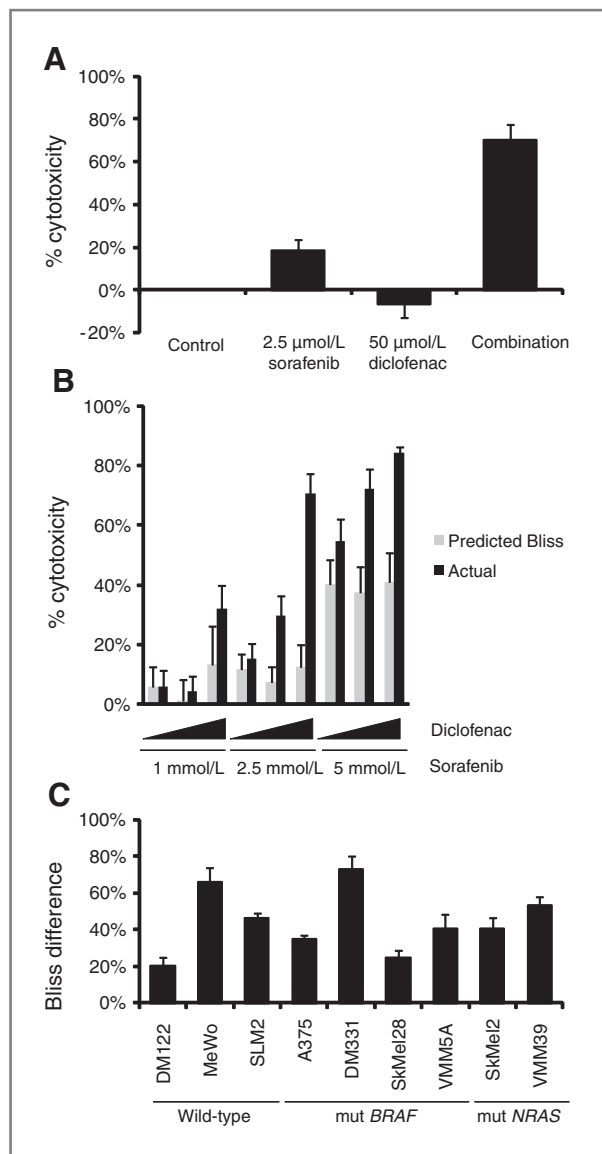 A
100%
80%
60%
40%
20%
0%
-20%
% cytotoxicity
Control
2.5 µmol/L sorafenib
50 µmol/L diclofenac
Combination
B
100%
80%
60%
40%
20%
0%
% cytotoxicity
Predicted Bliss
Actual
Diclofenac
1 mmol/L 2.5 mmol/L 5 mmol/L Sorafenib
C
100%
80%
60%
40%
20%
0%
Bliss difference
DM122
MeWo
SLM2
A375
DM331
SkMel28
VMM5A
SkMel2
VMM39
Wild-type mut BRAF mut NRAS